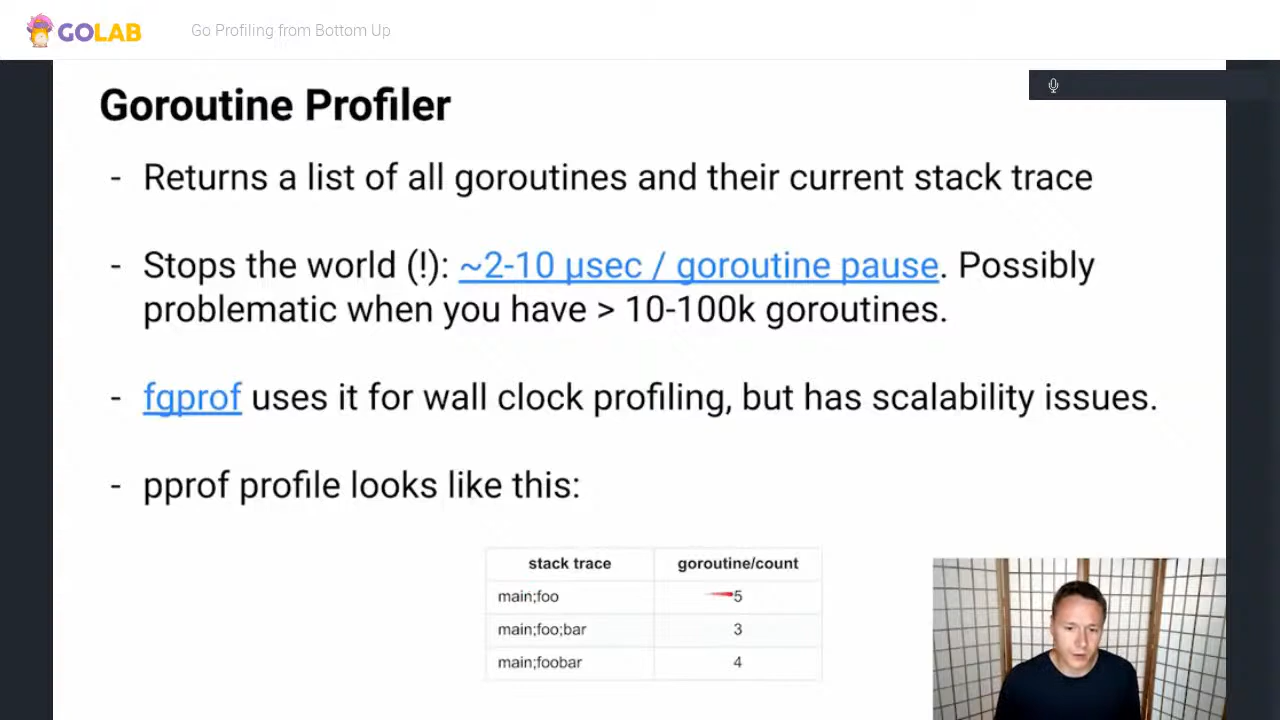 GOLAB
Go Profiling from Bottom Up
Goroutine Profiler
- Returns a list of all goroutines and their current stack trace
- Stops the world (!): ~2-10 µsec / goroutine pause. Possibly
problematic when you have > 10-100k goroutines.
- fgprof uses it for wall clock profiling, but has scalability issues.
- pprof profile looks like this:
stack trace goroutine/count
main;foo 5
main;foo;bar 3
main;foobar 4